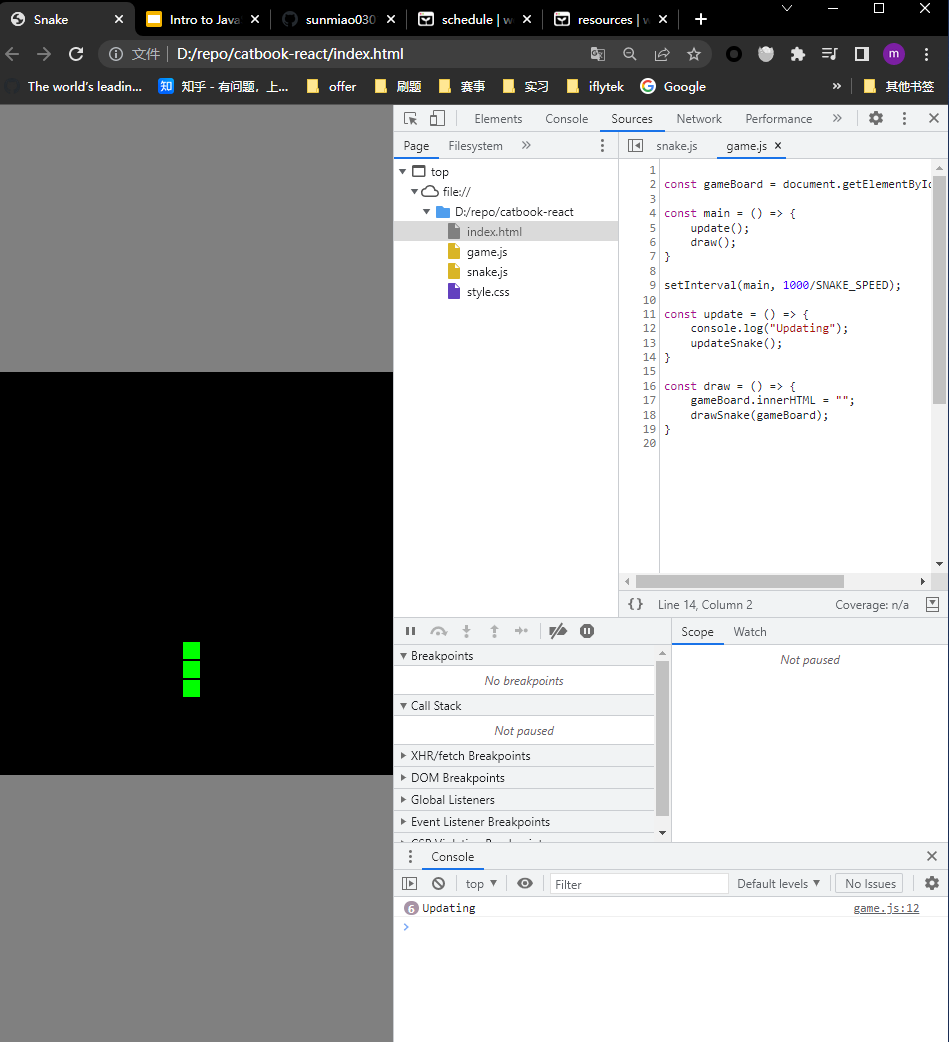 Snake
Intro to Java
sunmiao030
schedule | w
resources | w
文件 D:/repo/catbook-react/index.html
m
The world's leadin...
知 知乎 - 有问题，上...
offer
刷题
赛事
实习
iflytek
Google
»
其他书签
Elements Console Sources Network Performance »
Page Filesystem »
snake.js game.js
top
file://
D:/repo/catbook-react
index.html
game.js
snake.js
style.css
1
2 const gameBoard = document.getElementById
3
4 const main = () => {
5 update();
6 draw();
7 }
8
9 setInterval(main, 1000/SNAKE_SPEED);
10
11 const update = () => {
12 console.log("Updating");
13 updateSnake();
14 }
15
16 const draw = () => {
17 gameBoard.innerHTML = "";
18 drawSnake(gameBoard);
19 }
20
{} Line 14, Column 2 Coverage: n/a
Scope Watch
Not paused
Breakpoints
No breakpoints
Call Stack
Not paused
XHR/fetch Breakpoints
DOM Breakpoints
Global Listeners
Event Listener Breakpoints
CSP Violation Breakpoints
Console
top Filter Default levels No Issues
6 Updating game.js:12